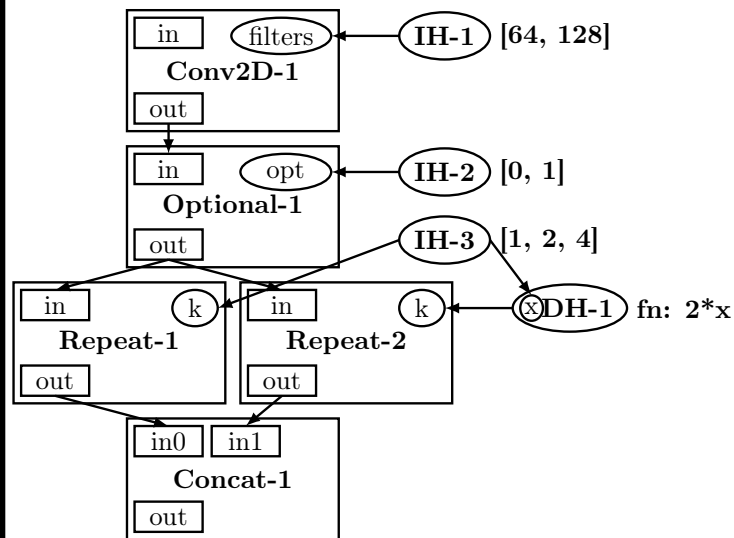 in filters IH-1 [64, 128]
Conv2D-1
out
in opt IH-2 [0, 1]
Optional-1
out IH-3 [1, 2, 4]
in k in k x DH-1 fn: 2*x
Repeat-1 Repeat-2
out out
in0 in1
Concat-1
out